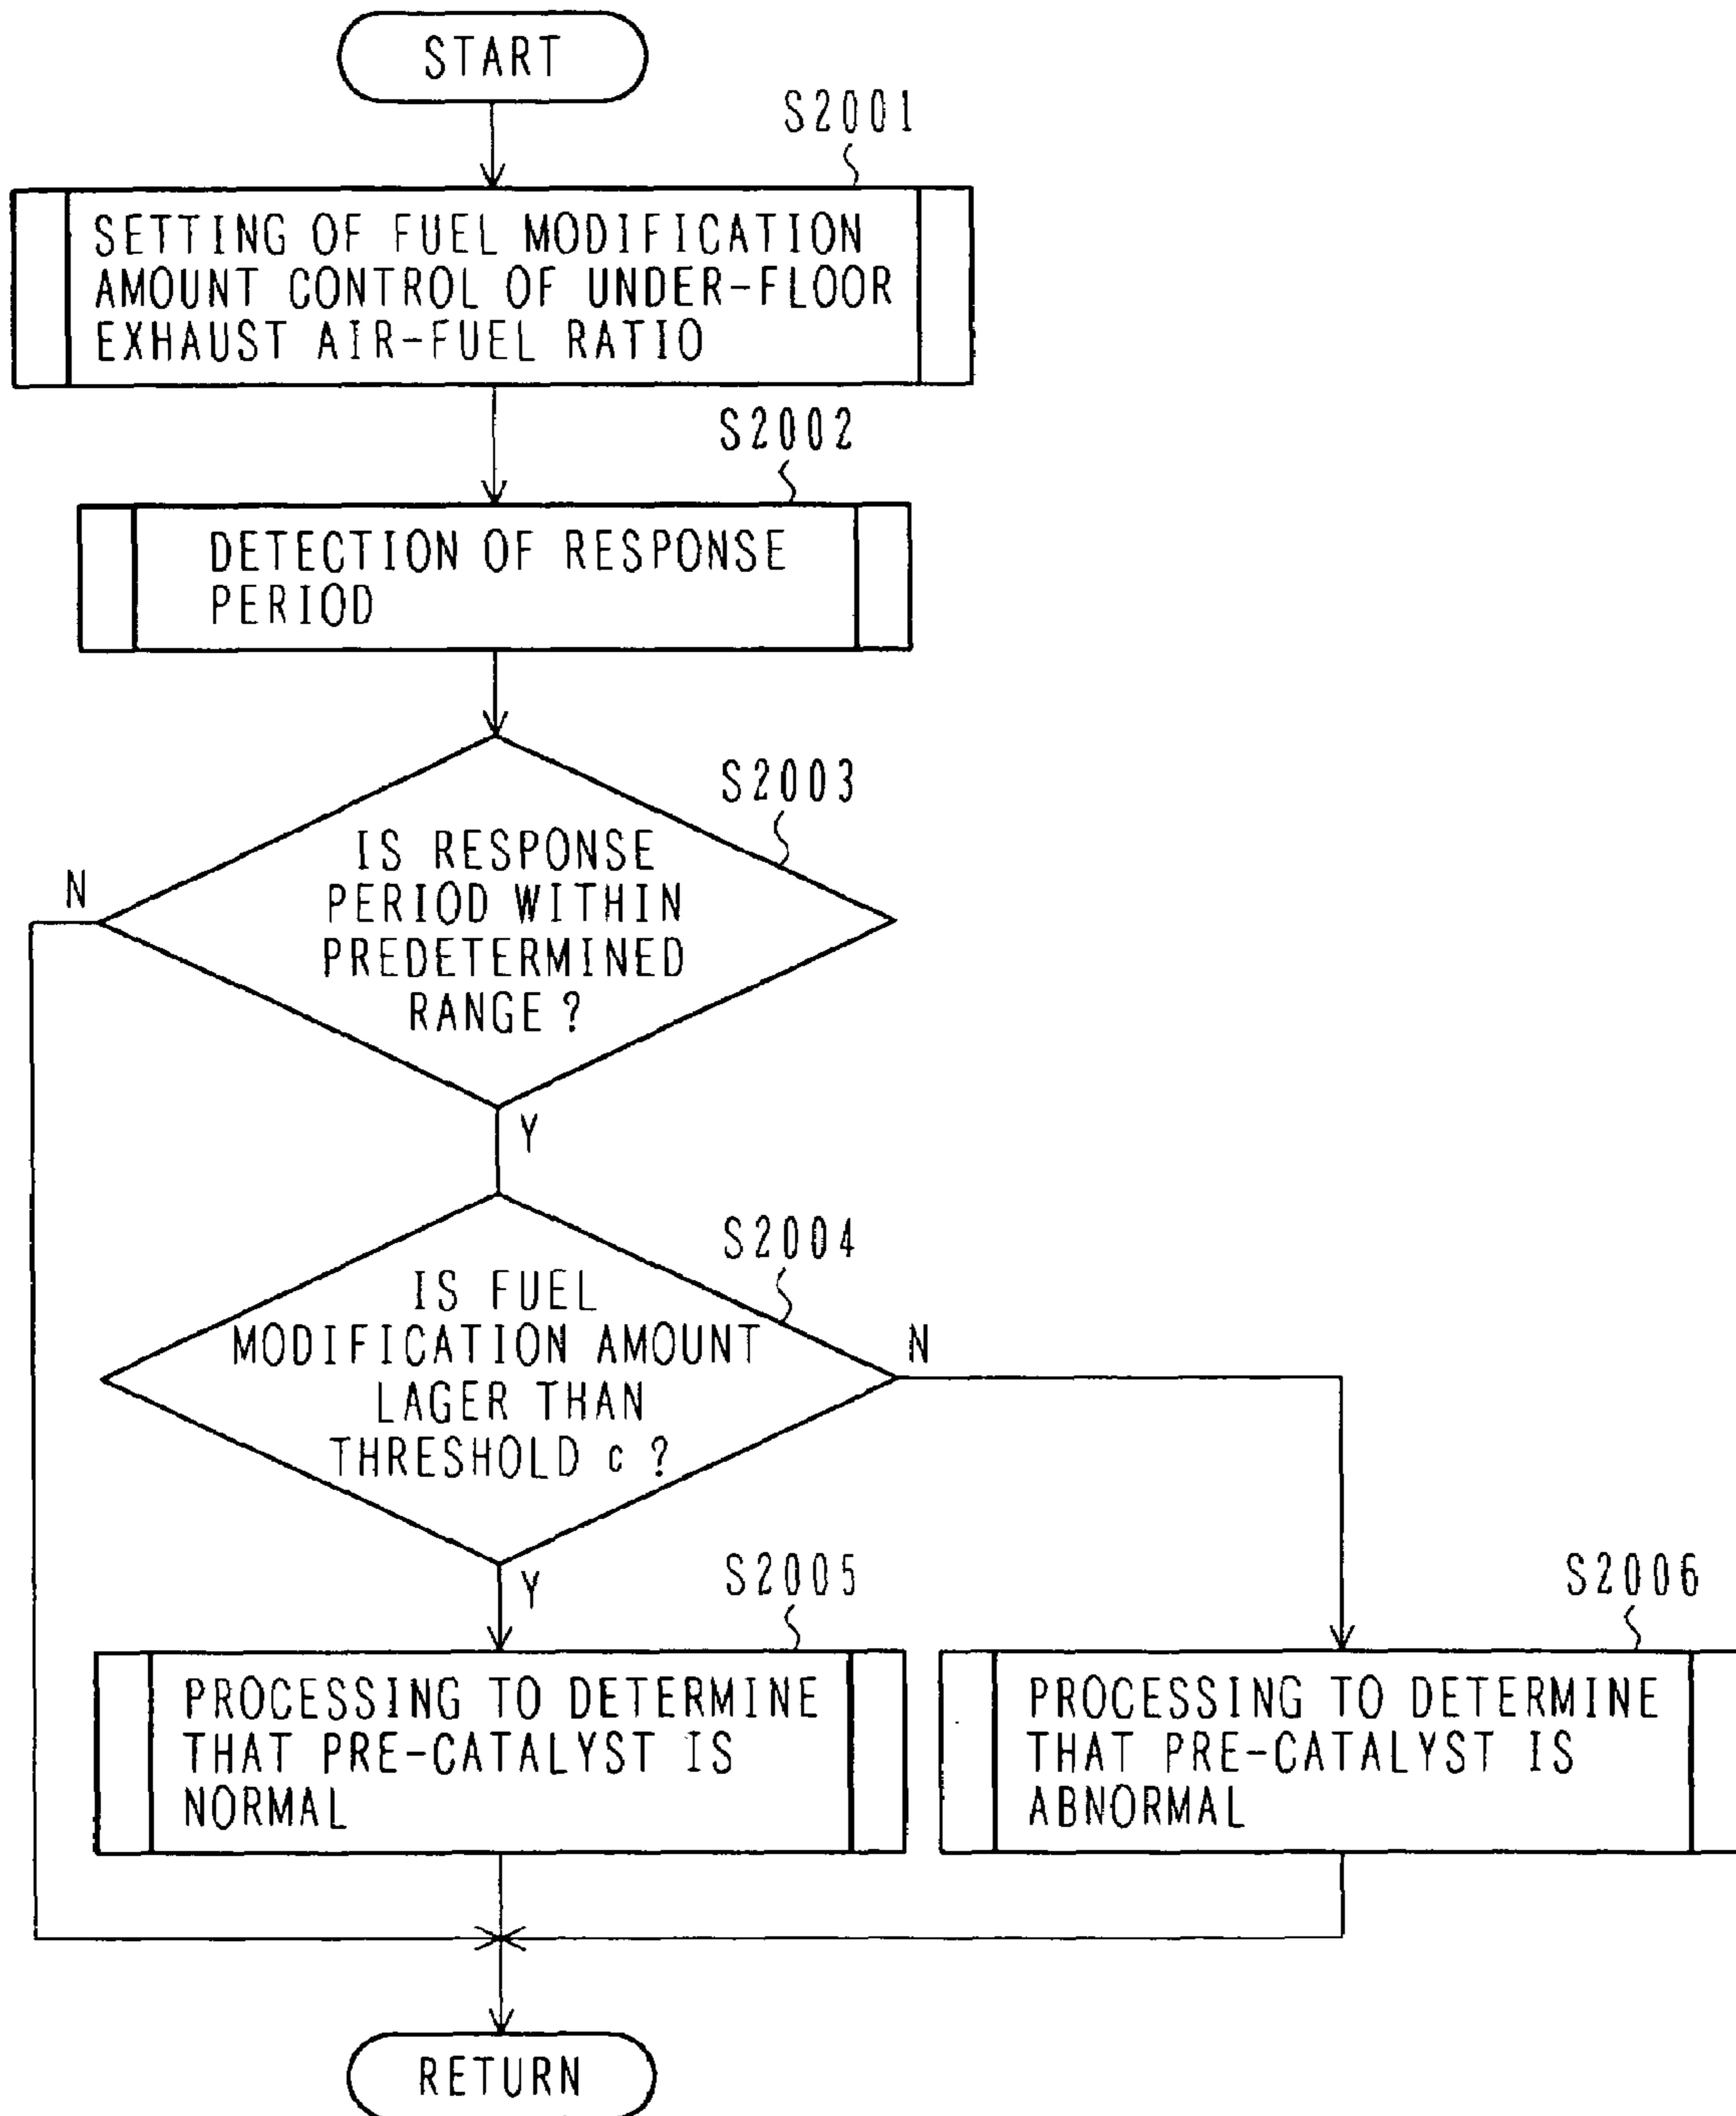 START
S2001
SETTING OF FUEL MODIFICATION
AMOUNT CONTROL OF UNDER-FLOOR
EXHAUST AIR-FUEL RATIO
S2002
DETECTION OF RESPONSE
PERIOD
S2003
IS RESPONSE
PERIOD WITHIN
PREDETERMINED
RANGE ?
N
Y
S2004
IS FUEL
MODIFICATION AMOUNT
LAGER THAN
THRESHOLD c ?
N
Y
S2005
PROCESSING TO DETERMINE
THAT PRE-CATALYST IS
NORMAL
S2006
PROCESSING TO DETERMINE
THAT PRE-CATALYST IS
ABNORMAL
RETURN